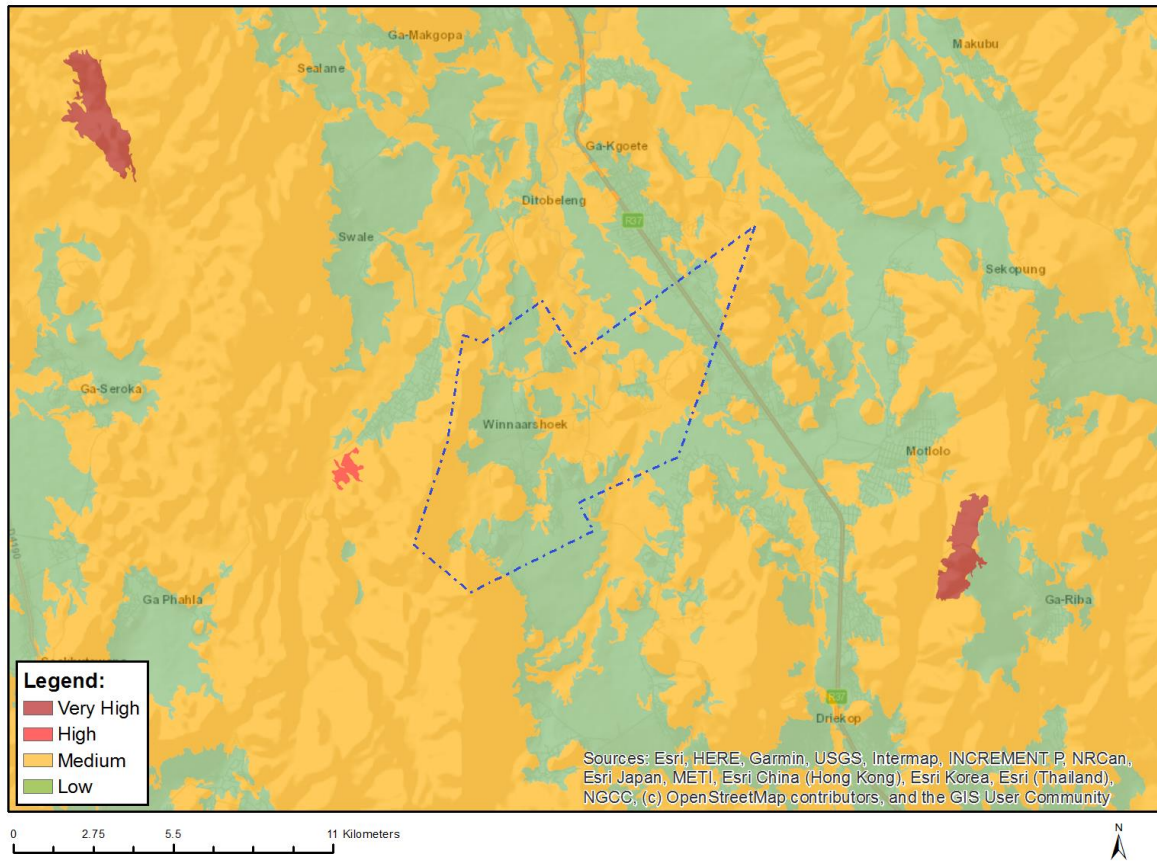 Ga-Makgopa
Makubu
Sealane
Ga-Kgoete
Ditobeleng
R37
Swale
Sekopung
Ga-Seroka
Winnaarshoek
Motlolo
Ga Phahla
Ga-Riba
R37
Driekop
Legend:
Very High
High
Medium
Low
Sources: Esri, HERE, Garmin, USGS, Intermap, INCREMENT P, NRCan,
Esri Japan, METI, Esri China (Hong Kong), Esri Korea, Esri (Thailand),
NGCC, (c) OpenStreetMap contributors, and the GIS User Community
0 2.75 5.5 11 Kilometers
N